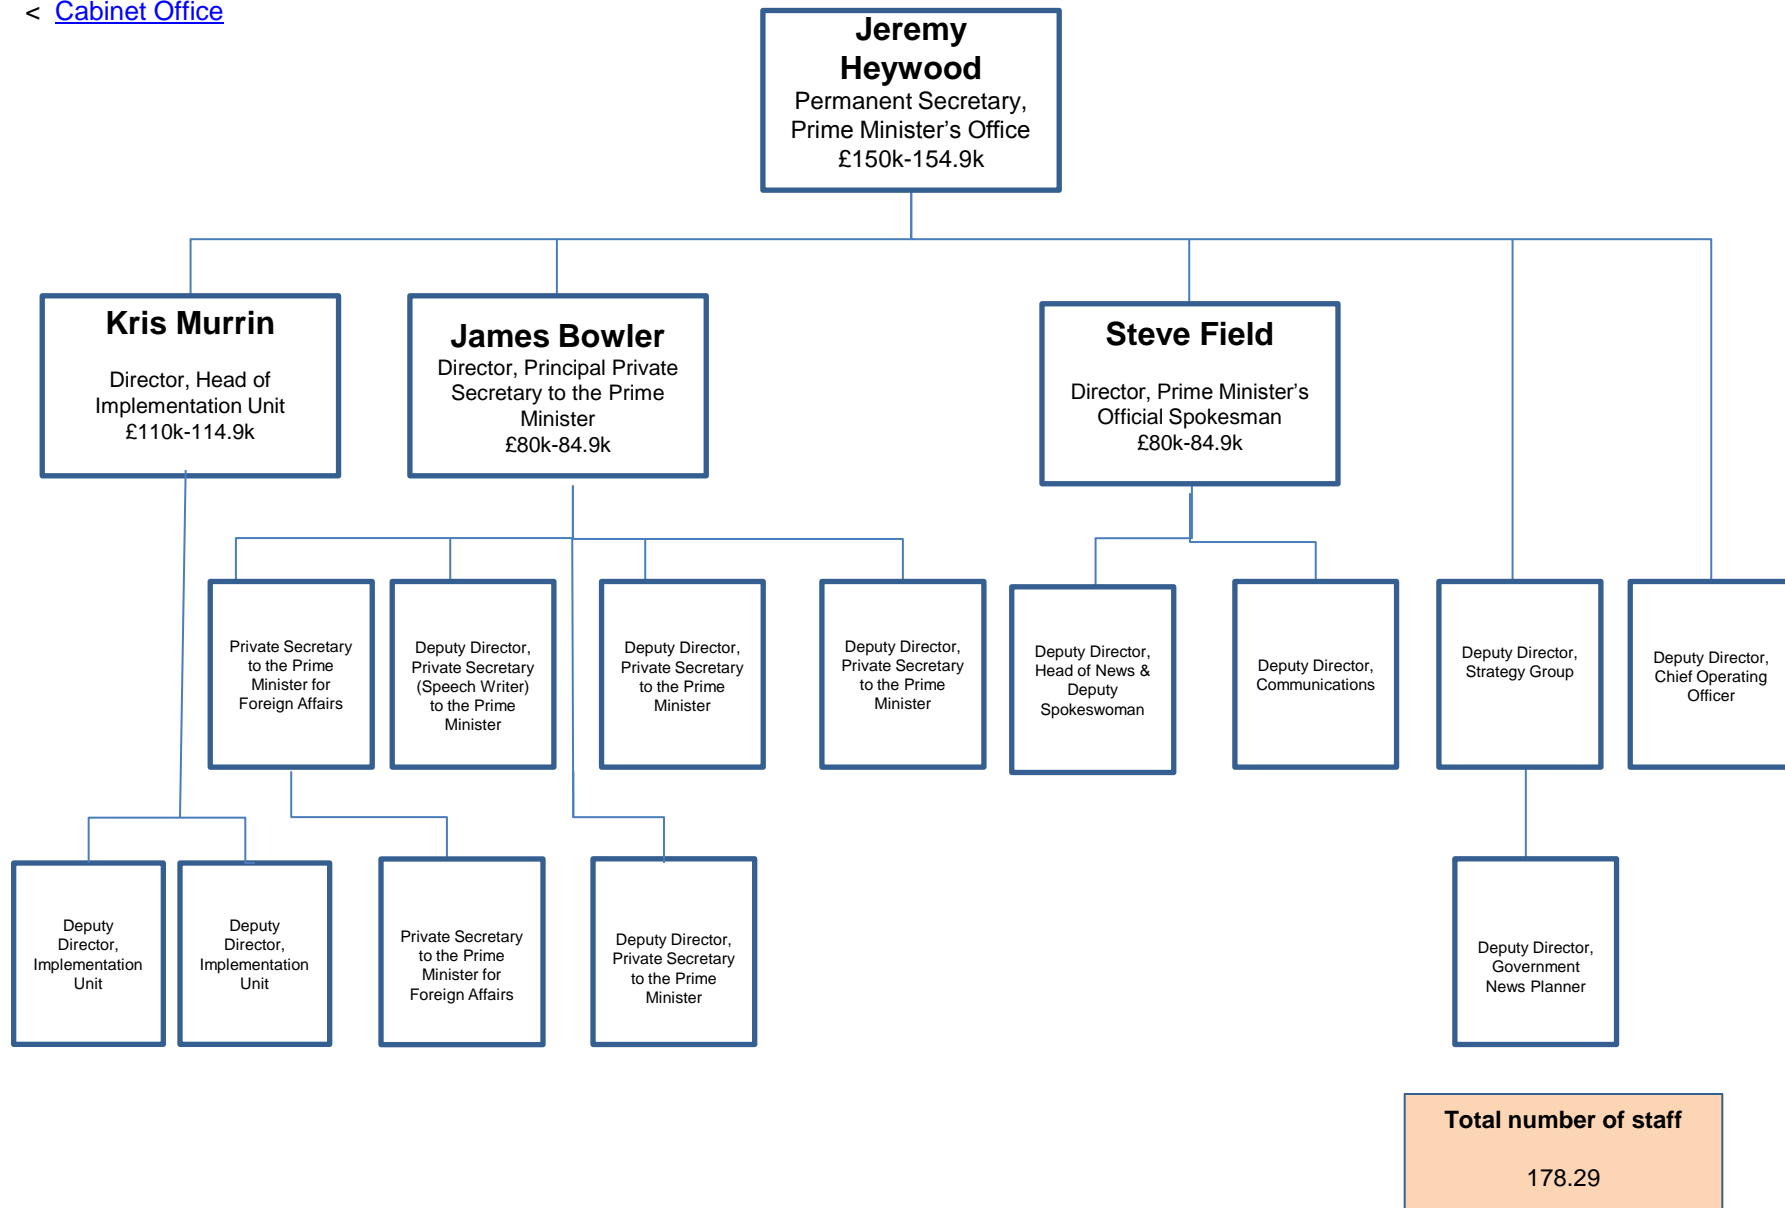 < Cabinet Office
Jeremy
Heywood
Permanent Secretary,
Prime Minister’s Office
£150k-154.9k
Kris Murrin
Director, Head of
Implementation Unit
£110k-114.9k
James Bowler
Director, Principal Private
Secretary to the Prime
Minister
£80k-84.9k
Steve Field
Director, Prime Minister’s
Official Spokesman
£80k-84.9k
Private Secretary
to the Prime
Minister for
Foreign Affairs
Deputy Director,
Private Secretary
(Speech Writer)
to the Prime
Minister
Deputy Director,
Private Secretary
to the Prime
Minister
Deputy Director,
Private Secretary
to the Prime
Minister
Deputy Director,
Head of News &
Deputy
Spokeswoman
Deputy Director,
Communications
Deputy Director,
Strategy Group
Deputy Director,
Chief Operating
Officer
Deputy
Director,
Implementation
Unit
Deputy
Director,
Implementation
Unit
Private Secretary
to the Prime
Minister for
Foreign Affairs
Deputy Director,
Private Secretary
to the Prime
Minister
Deputy Director,
Government
News Planner
Total number of staff
178.29